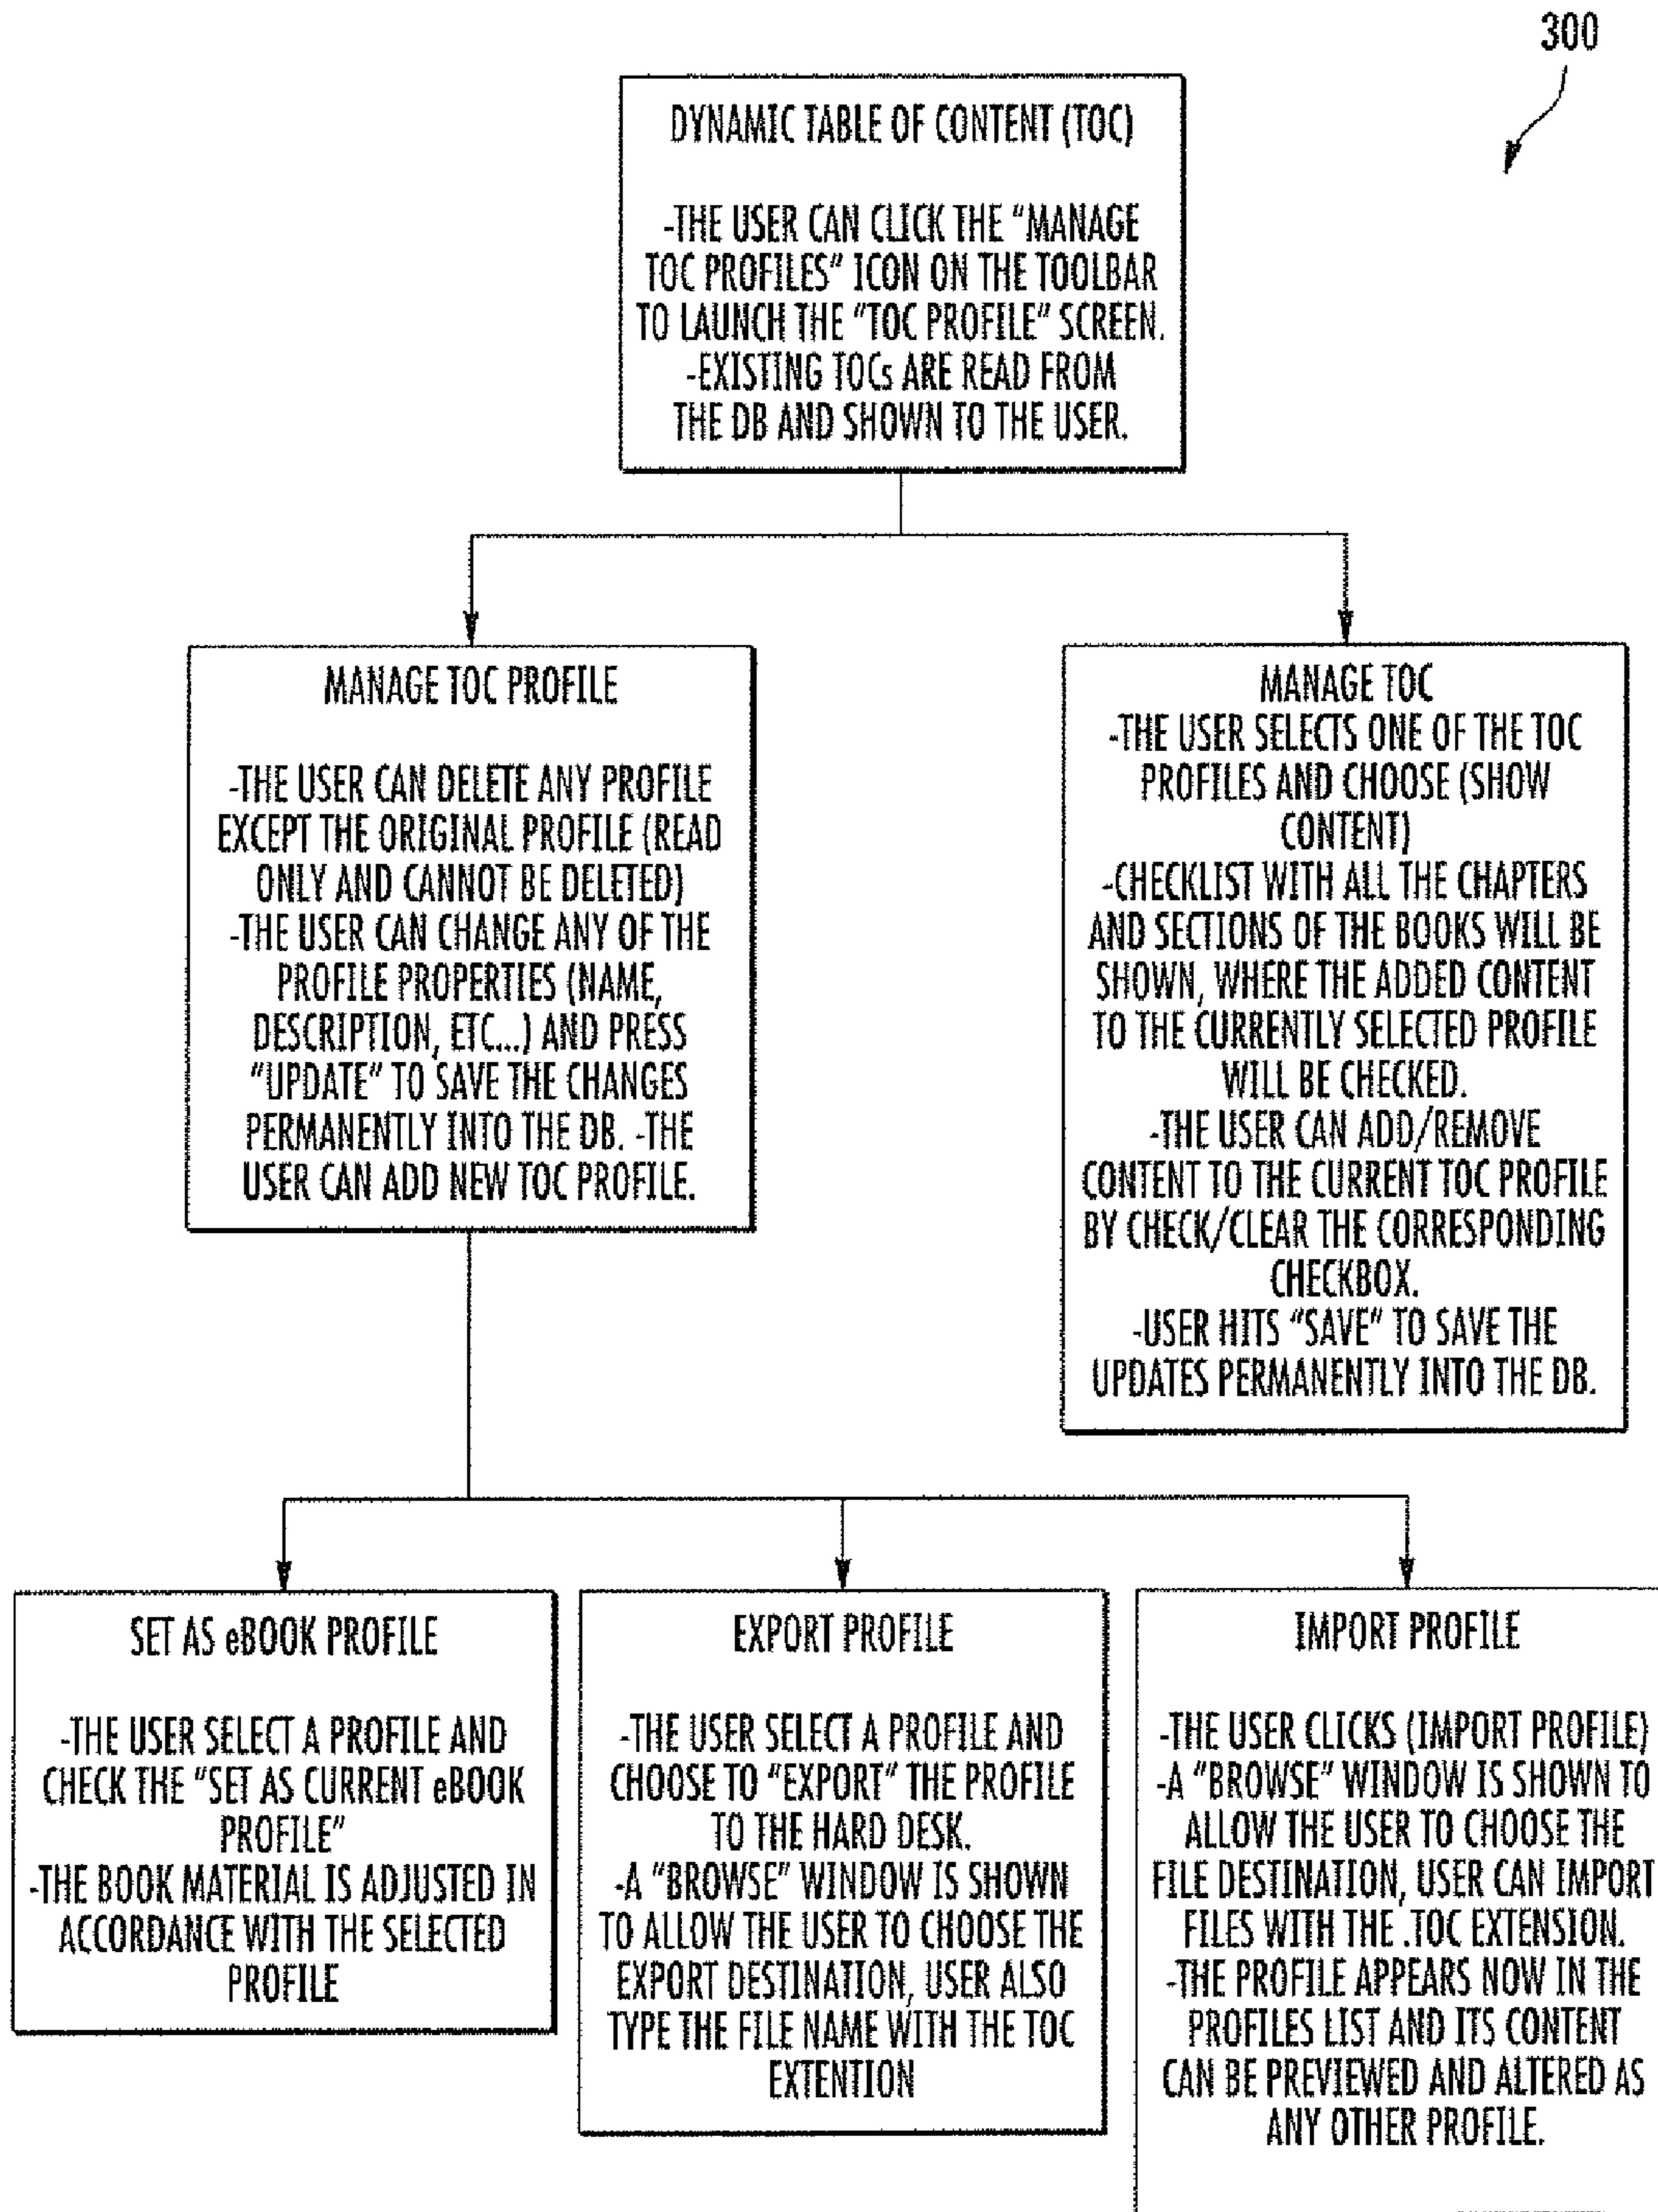 300
DYNAMIC TABLE OF CONTENT (TOC)
-THE USER CAN CLICK THE "MANAGE
TOC PROFILES" ICON ON THE TOOLBAR
TO LAUNCH THE "TOC PROFILE" SCREEN.
-EXISTING TOCs ARE READ FROM
THE DB AND SHOWN TO THE USER.
MANAGE TOC PROFILE
-THE USER CAN DELETE ANY PROFILE
EXCEPT THE ORIGINAL PROFILE (READ
ONLY AND CANNOT BE DELETED)
-THE USER CAN CHANGE ANY OF THE
PROFILE PROPERTIES (NAME,
DESCRIPTION, ETC...) AND PRESS
"UPDATE" TO SAVE THE CHANGES
PERMANENTLY INTO THE DB. -THE
USER CAN ADD NEW TOC PROFILE.
MANAGE TOC
-THE USER SELECTS ONE OF THE TOC
PROFILES AND CHOOSE (SHOW
CONTENT)
-CHECKLIST WITH ALL THE CHAPTERS
AND SECTIONS OF THE BOOKS WILL BE
SHOWN, WHERE THE ADDED CONTENT
TO THE CURRENTLY SELECTED PROFILE
WILL BE CHECKED.
-THE USER CAN ADD/REMOVE
CONTENT TO THE CURRENT TOC PROFILE
BY CHECK/CLEAR THE CORRESPONDING
CHECKBOX.
-USER HITS "SAVE" TO SAVE THE
UPDATES PERMANENTLY INTO THE DB.
SET AS eBOOK PROFILE
-THE USER SELECT A PROFILE AND
CHECK THE "SET AS CURRENT eBOOK
PROFILE"
-THE BOOK MATERIAL IS ADJUSTED IN
ACCORDANCE WITH THE SELECTED
PROFILE
EXPORT PROFILE
-THE USER SELECT A PROFILE AND
CHOOSE TO "EXPORT" THE PROFILE
TO THE HARD DESK.
-A "BROWSE" WINDOW IS SHOWN
TO ALLOW THE USER TO CHOOSE THE
EXPORT DESTINATION, USER ALSO
TYPE THE FILE NAME WITH THE TOC
EXTENTION
IMPORT PROFILE
-THE USER CLICKS (IMPORT PROFILE)
-A "BROWSE" WINDOW IS SHOWN TO
ALLOW THE USER TO CHOOSE THE
FILE DESTINATION, USER CAN IMPORT
FILES WITH THE .TOC EXTENSION.
-THE PROFILE APPEARS NOW IN THE
PROFILES LIST AND ITS CONTENT
CAN BE PREVIEWED AND ALTERED AS
ANY OTHER PROFILE.